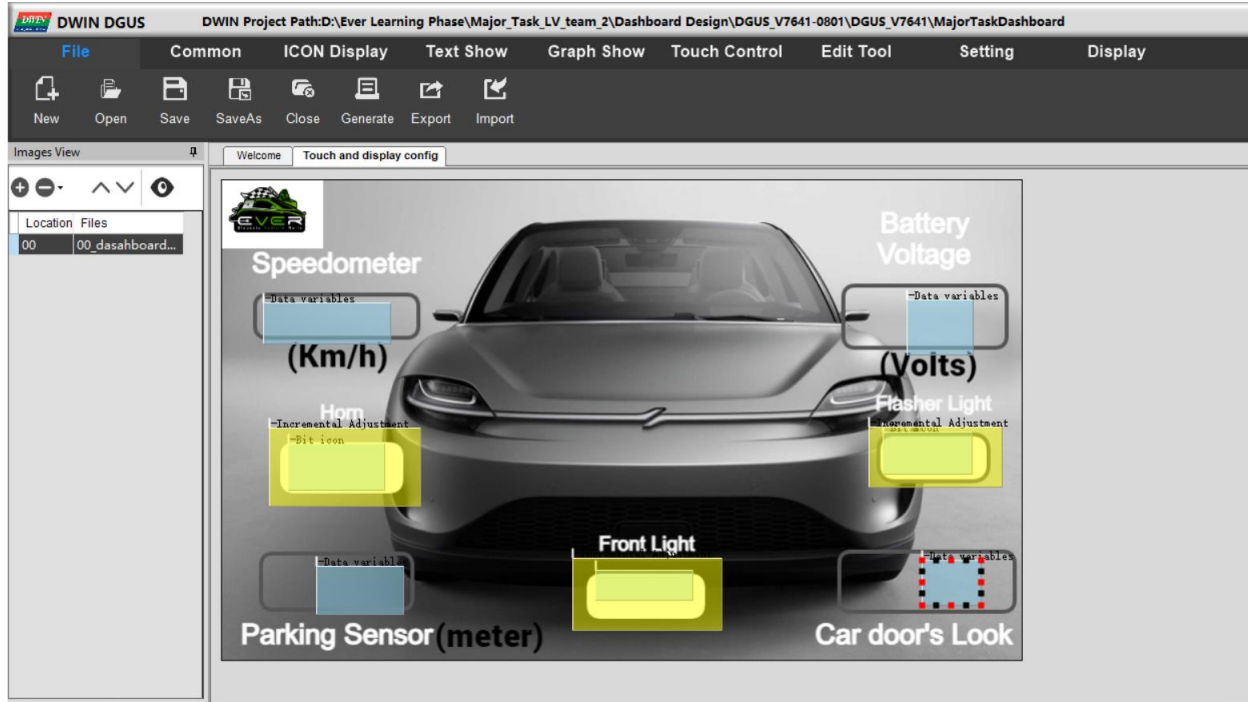 DWIN DGUS DWIN Project Path:D:\Ever Learning Phase\Major_Task_LV_team_2\Dashboard Design\DGUS_V7641-0801\DGUS_V7641\MajorTaskDashboard
File Common ICON Display Text Show Graph Show Touch Control Edit Tool Setting Display
New Open Save SaveAs Close Generate Export Import
Images View
Welcome Touch and display config
Location Files
00 00_dasahboard...
EVER
Speedometer
Battery
Voltage
Data variables
Data variables
(Km/h)
(Volts)
Horn
Flasher Light
Incremental Adjustment
Incremental Adjustment
Bit icon
Bit icon
Front Light
Data variables
Data variables
Parking Sensor (meter)
Car door's Look